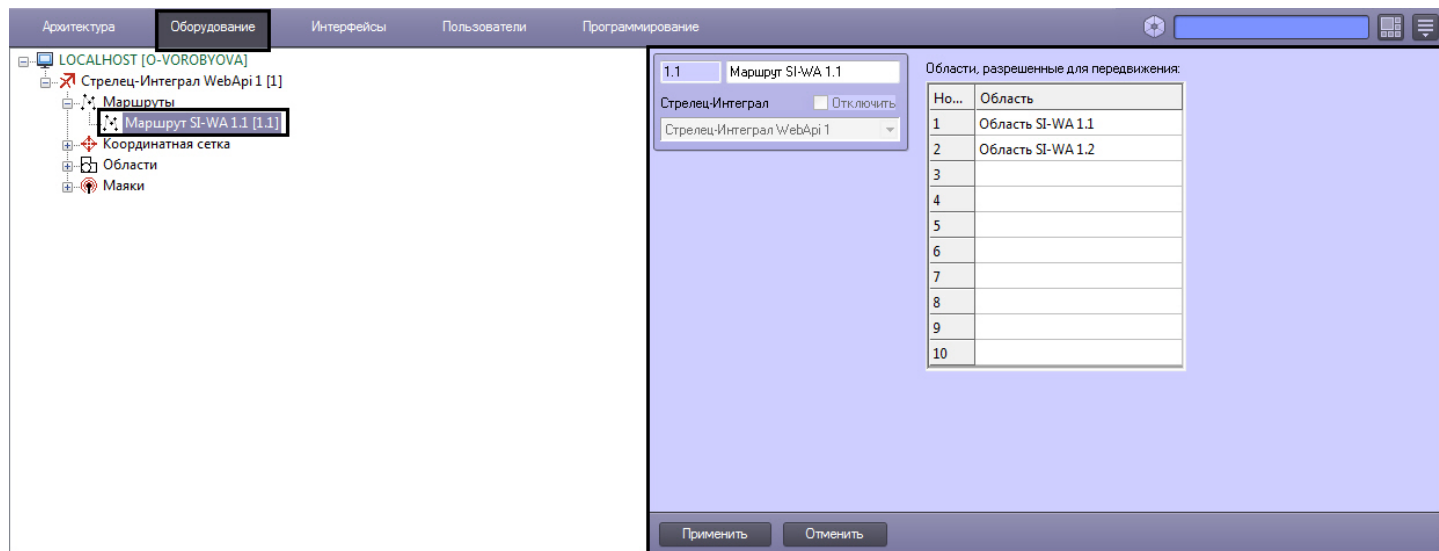 Архитектура Оборудование Интерфейсы Пользователи Программирование
LOCALHOST [O-VOROBYOVA]
Стрелец-Интеграл WebApi 1 [1]
Маршруты
Маршрут SI-WA 1.1 [1.1]
Координатная сетка
Области
Маяки
1.1 Маршрут SI-WA 1.1
Стрелец-Интеграл Отключить
Стрелец-Интеграл WebApi 1
Области, разрешенные для передвижения:
Но... Область
1 Область SI-WA 1.1
2 Область SI-WA 1.2
3
4
5
6
7
8
9
10
Применить Отменить